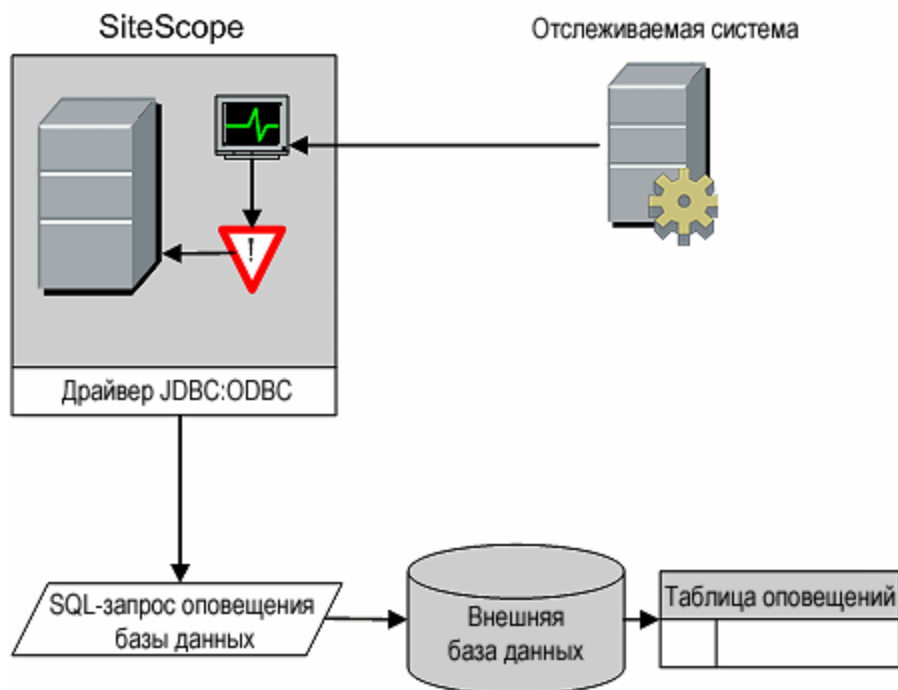 SiteScope
Отслеживаемая система
!
Драйвер JDBC:ODBC
SQL-запрос оповещения
базы данных
Внешняя
база данных
Таблица оповещений